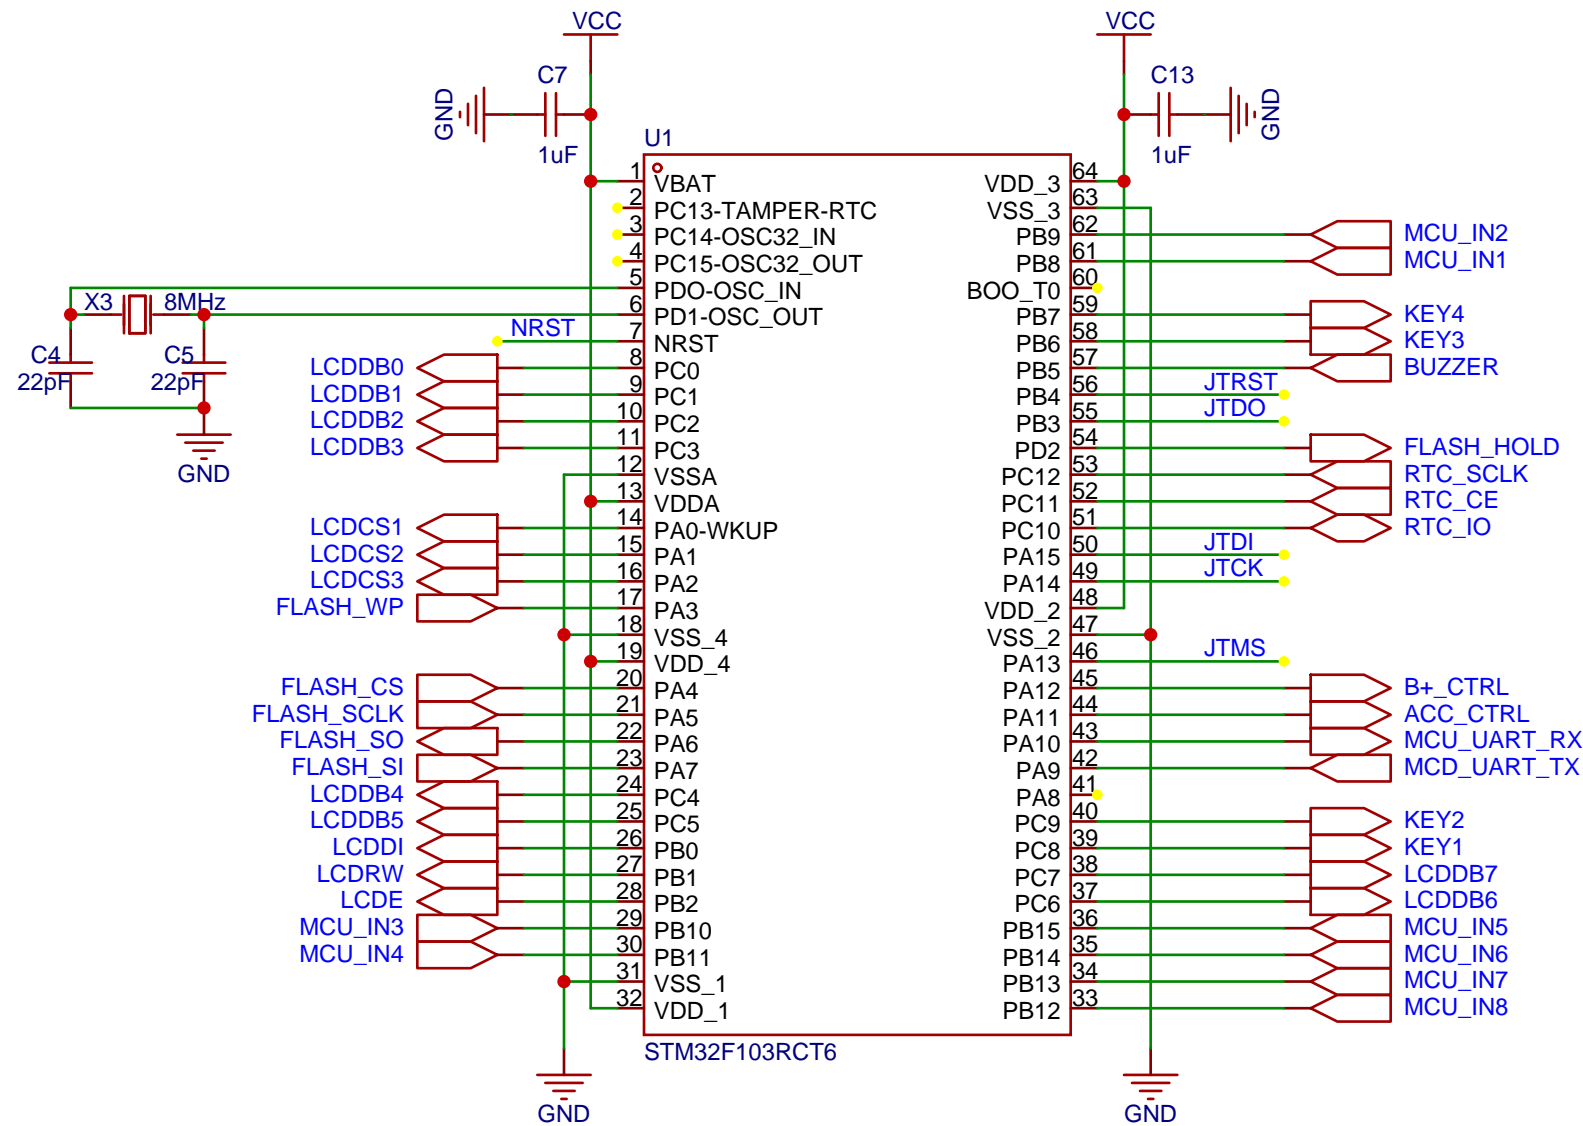 VCC
VCC
C7
C13
GND
GND
1uF
1uF
U1
1 VBAT
2 PC13-TAMPER-RTC
3 PC14-OSC32_IN
4 PC15-OSC32_OUT
5 PDO-OSC_IN
X3 8MHz
6 PD1-OSC_OUT
NRST 7 NRST
C4 22pF
C5 22pF
GND
LCDDB0 8 PC0
LCDDB1 9 PC1
LCDDB2 10 PC2
LCDDB3 11 PC3
12 VSSA
13 VDDA
LCDCS1 14 PA0-WKUP
LCDCS2 15 PA1
LCDCS3 16 PA2
FLASH_WP 17 PA3
18 VSS_4
19 VDD_4
FLASH_CS 20 PA4
FLASH_SCLK 21 PA5
FLASH_SO 22 PA6
FLASH_SI 23 PA7
LCDDB4 24 PC4
LCDDB5 25 PC5
LCDDI 26 PB0
LCDRW 27 PB1
LCDE 28 PB2
MCU_IN3 29 PB10
MCU_IN4 30 PB11
31 VSS_1
32 VDD_1
VDD_3 64
VSS_3 63
PB9 62 MCU_IN2
PB8 61 MCU_IN1
BOO_T0 60
PB7 59 KEY4
PB6 58 KEY3
PB5 57 BUZZER
PB4 56 JTRST
PB3 55 JTDO
PD2 54 FLASH_HOLD
PC12 53 RTC_SCLK
PC11 52 RTC_CE
PC10 51 RTC_IO
PA15 50 JTDI
PA14 49 JTCK
VDD_2 48
VSS_2 47
PA13 46 JTMS
PA12 45 B+_CTRL
PA11 44 ACC_CTRL
PA10 43 MCU_UART_RX
PA9 42 MCD_UART_TX
PA8 41
PC9 40 KEY2
PC8 39 KEY1
PC7 38 LCDDB7
PC6 37 LCDDB6
PB15 36 MCU_IN5
PB14 35 MCU_IN6
PB13 34 MCU_IN7
PB12 33 MCU_IN8
STM32F103RCT6
GND
GND